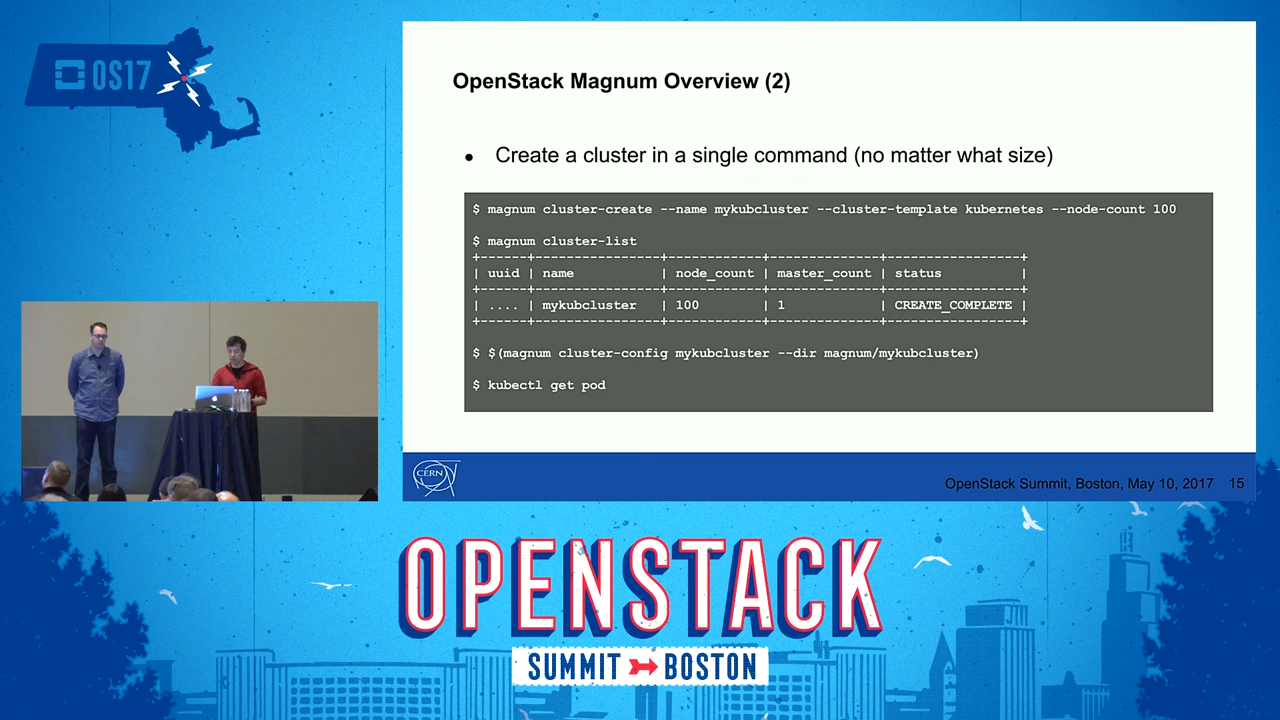 OS17
OpenStack Magnum Overview (2)
• Create a cluster in a single command (no matter what size)
$ magnum cluster-create --name mykubcluster --cluster-template kubernetes --node-count 100
$ magnum cluster-list
+------+----------------+------------+--------------+-----------------+
| uuid | name | node_count | master_count | status |
+------+----------------+------------+--------------+-----------------+
| .... | mykubcluster | 100 | 1 | CREATE_COMPLETE |
+------+----------------+------------+--------------+-----------------+
$ $(magnum cluster-config mykubcluster --dir magnum/mykubcluster)
$ kubectl get pod
CERN
OpenStack Summit, Boston, May 10, 2017 15
OPENSTACK
SUMMIT BOSTON